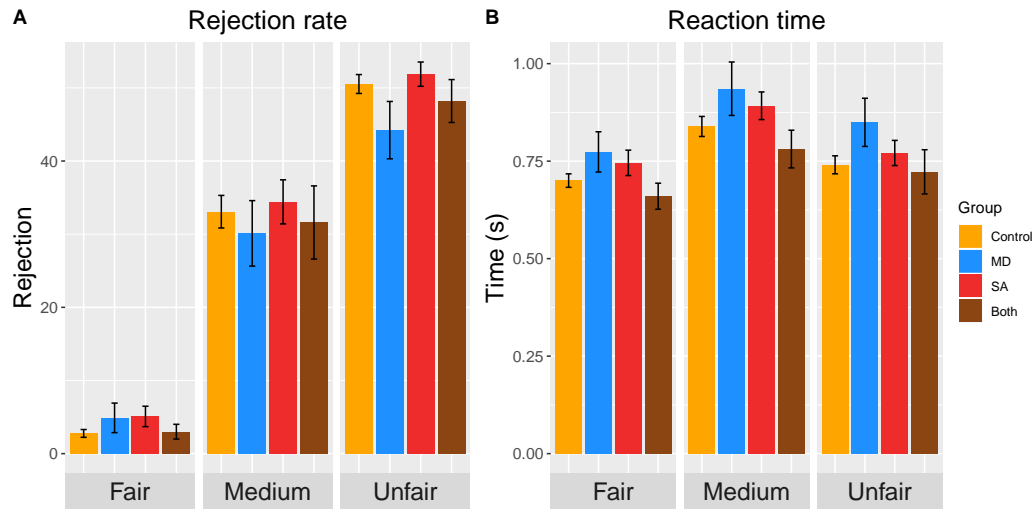 A
Rejection rate
Rejection
40
20
0
Fair
Medium
Unfair
B
Reaction time
Time (s)
1.00
0.75
0.50
0.25
0.00
Fair
Medium
Unfair
Group
Control
MD
SA
Both